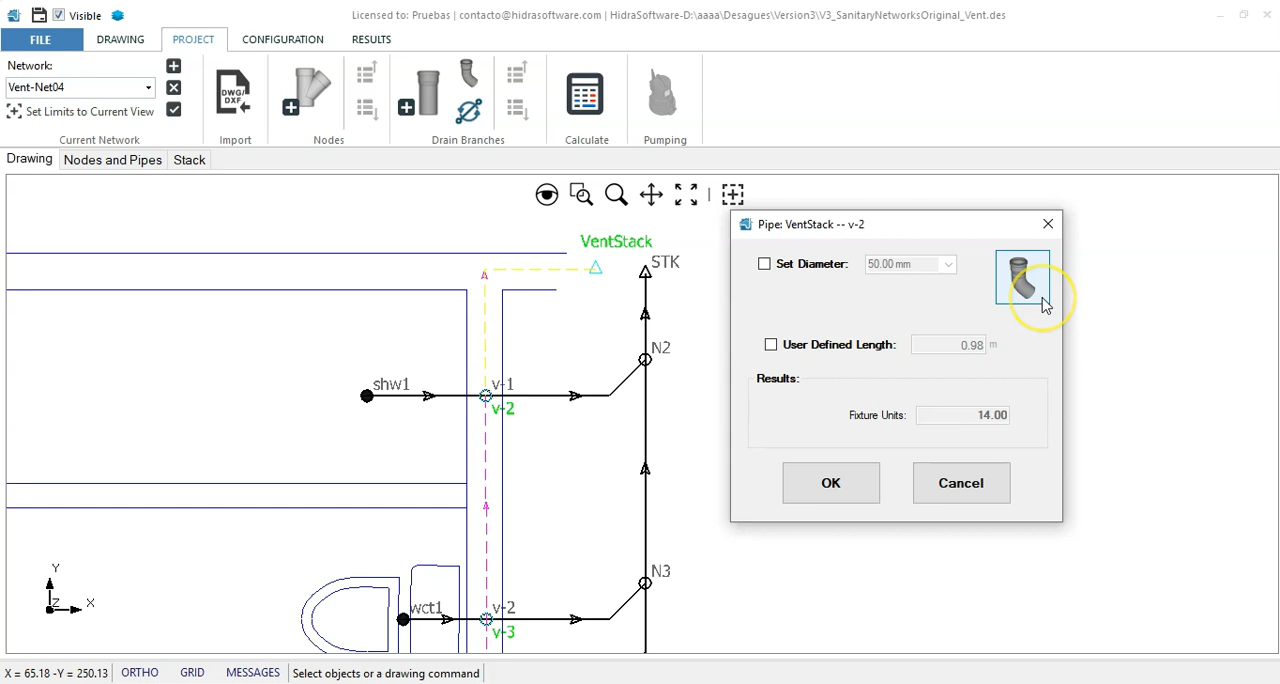 Visible
Licensed to: Pruebas | contacto@hidrasoftware.com | HidraSoftware-D:\aaaa\Desagues\Version3\V3_SanitaryNetworksOriginal_Vent.des
FILE DRAWING PROJECT CONFIGURATION RESULTS
Network:
Vent-Net04
Set Limits to Current View
DWG/
DXF
Current Network Import Nodes Drain Branches Calculate Pumping
Drawing Nodes and Pipes Stack
VentStack
STK
N2
shw1
v-1
v-2
N3
wct1
v-2
v-3
Y
Z
X
Pipe: VentStack -- v-2
Set Diameter: 50.00 mm
User Defined Length: 0.98 m
Results:
Fixture Units: 14.00
OK Cancel
X = 65.18 -Y = 250.13 ORTHO GRID MESSAGES Select objects or a drawing command